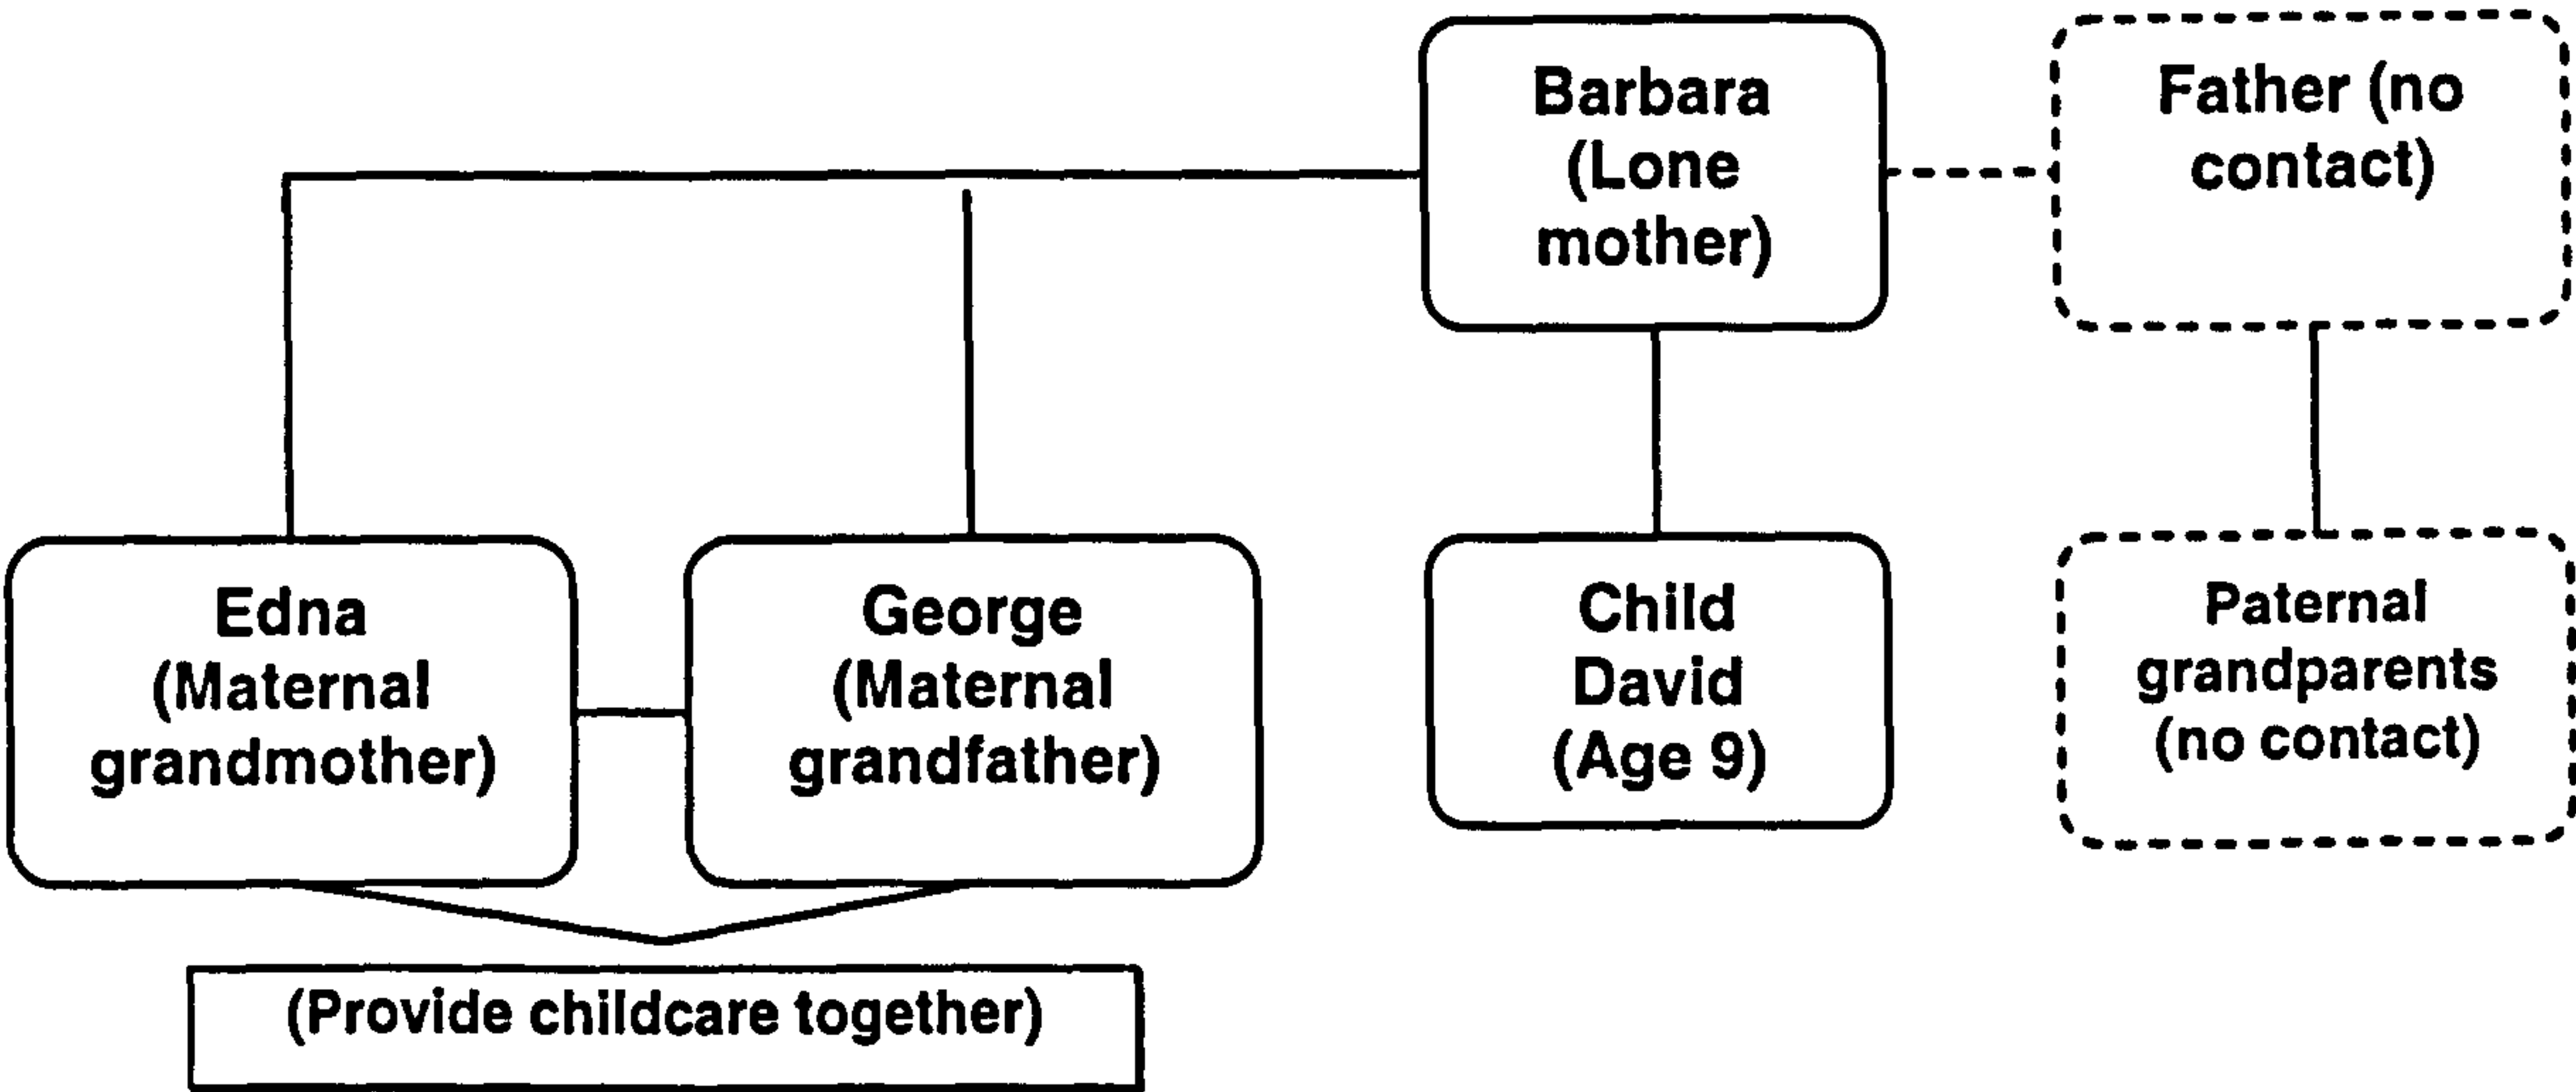 Barbara
(Lone
mother)
Father (no
contact)
Edna
(Maternal
grandmother)
George
(Maternal
grandfather)
Child
David
(Age 9)
Paternal
grandparents
(no contact)
(Provide childcare together)